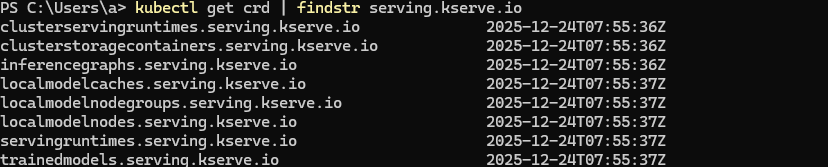 PS C:\Users\a> kubectl get crd | findstr serving.kserve.io
clusterservingruntimes.serving.kserve.io 2025-12-24T07:55:36Z
clusterstoragecontainers.serving.kserve.io 2025-12-24T07:55:36Z
inferencegraphs.serving.kserve.io 2025-12-24T07:55:36Z
localmodelcaches.serving.kserve.io 2025-12-24T07:55:37Z
localmodelnodegroups.serving.kserve.io 2025-12-24T07:55:37Z
localmodelnodes.serving.kserve.io 2025-12-24T07:55:37Z
servingruntimes.serving.kserve.io 2025-12-24T07:55:37Z
trainedmodels.serving.kserve.io 2025-12-24T07:55:37Z